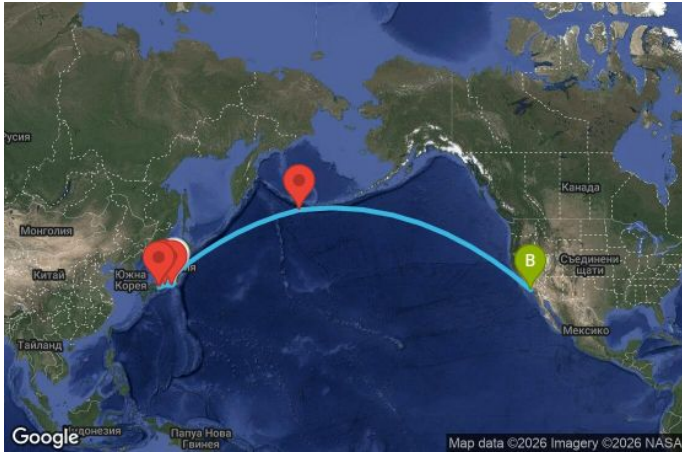 Русия
Канада
Монголия
B
Съединени
щати
Китай
Южна
Корея
Мексико
Тайланд
Папуа Нова
Гвинея
Google
Map data ©2026 Imagery ©2026 NASA